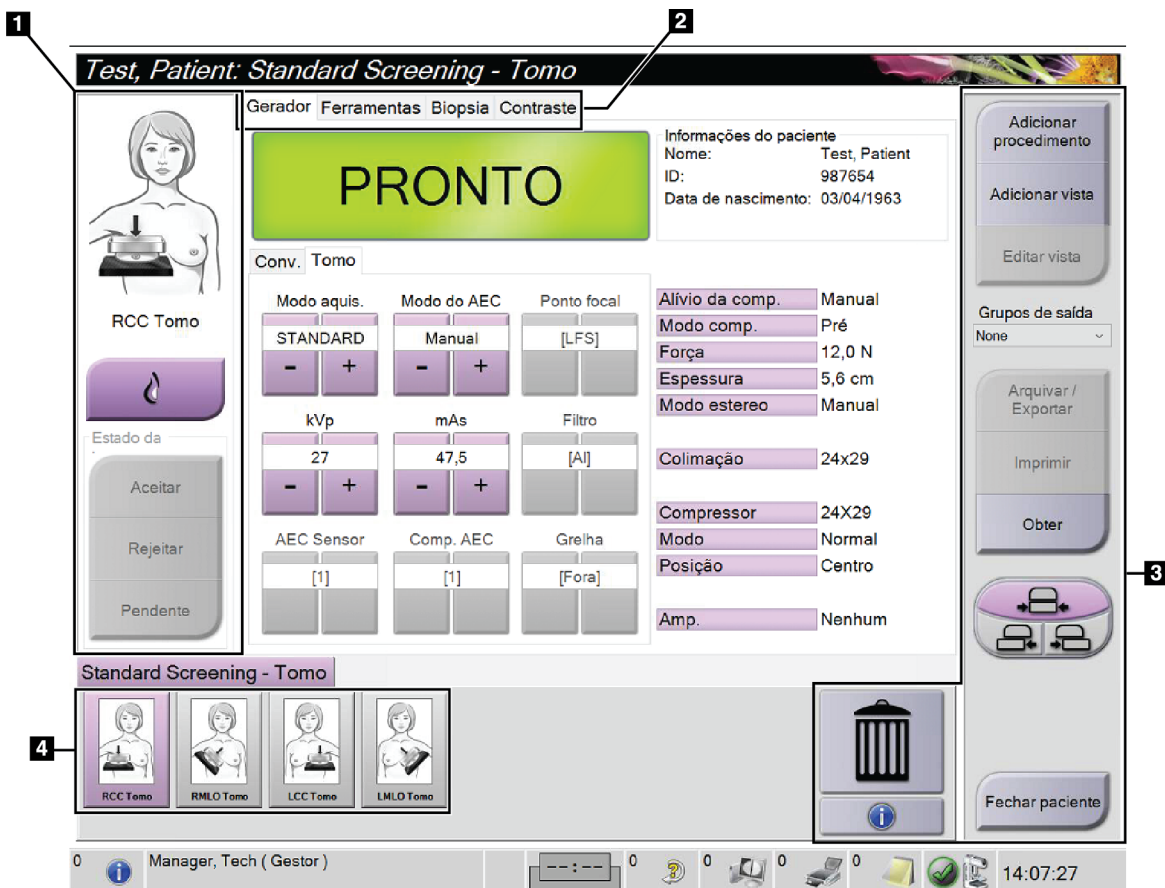 1
2
Test, Patient: Standard Screening - Tomo
Gerador Ferramentas Biopsia Contraste
PRONTO
Informações do paciente
Nome: Test, Patient
ID: 987654
Data de nascimento: 03/04/1963
RCC Tomo
Estado da
Aceitar
Rejeitar
Pendente
Conv. Tomo
Modo aquis. Modo do AEC Ponto focal
STANDARD Manual [LFS]
- + - +
kVp mAs Filtro
27 47,5 [Al]
- + - +
AEC Sensor Comp. AEC Grelha
[1] [1] [Fora]
Alívio da comp. Manual
Modo comp. Pré
Força 12,0 N
Espessura 5,6 cm
Modo estereo Manual
Colimação 24x29
Compressor 24X29
Modo Normal
Posição Centro
Amp. Nenhum
Adicionar
procedimento
Adicionar vista
Editar vista
Grupos de saída
None
Arquivar /
Exportar
Imprimir
Obter
3
Fechar paciente
Standard Screening - Tomo
4
RCC Tomo RMLO Tomo LCC Tomo LMLO Tomo
0 Manager, Tech ( Gestor ) --:-- 0 0 0 0 14:07:27